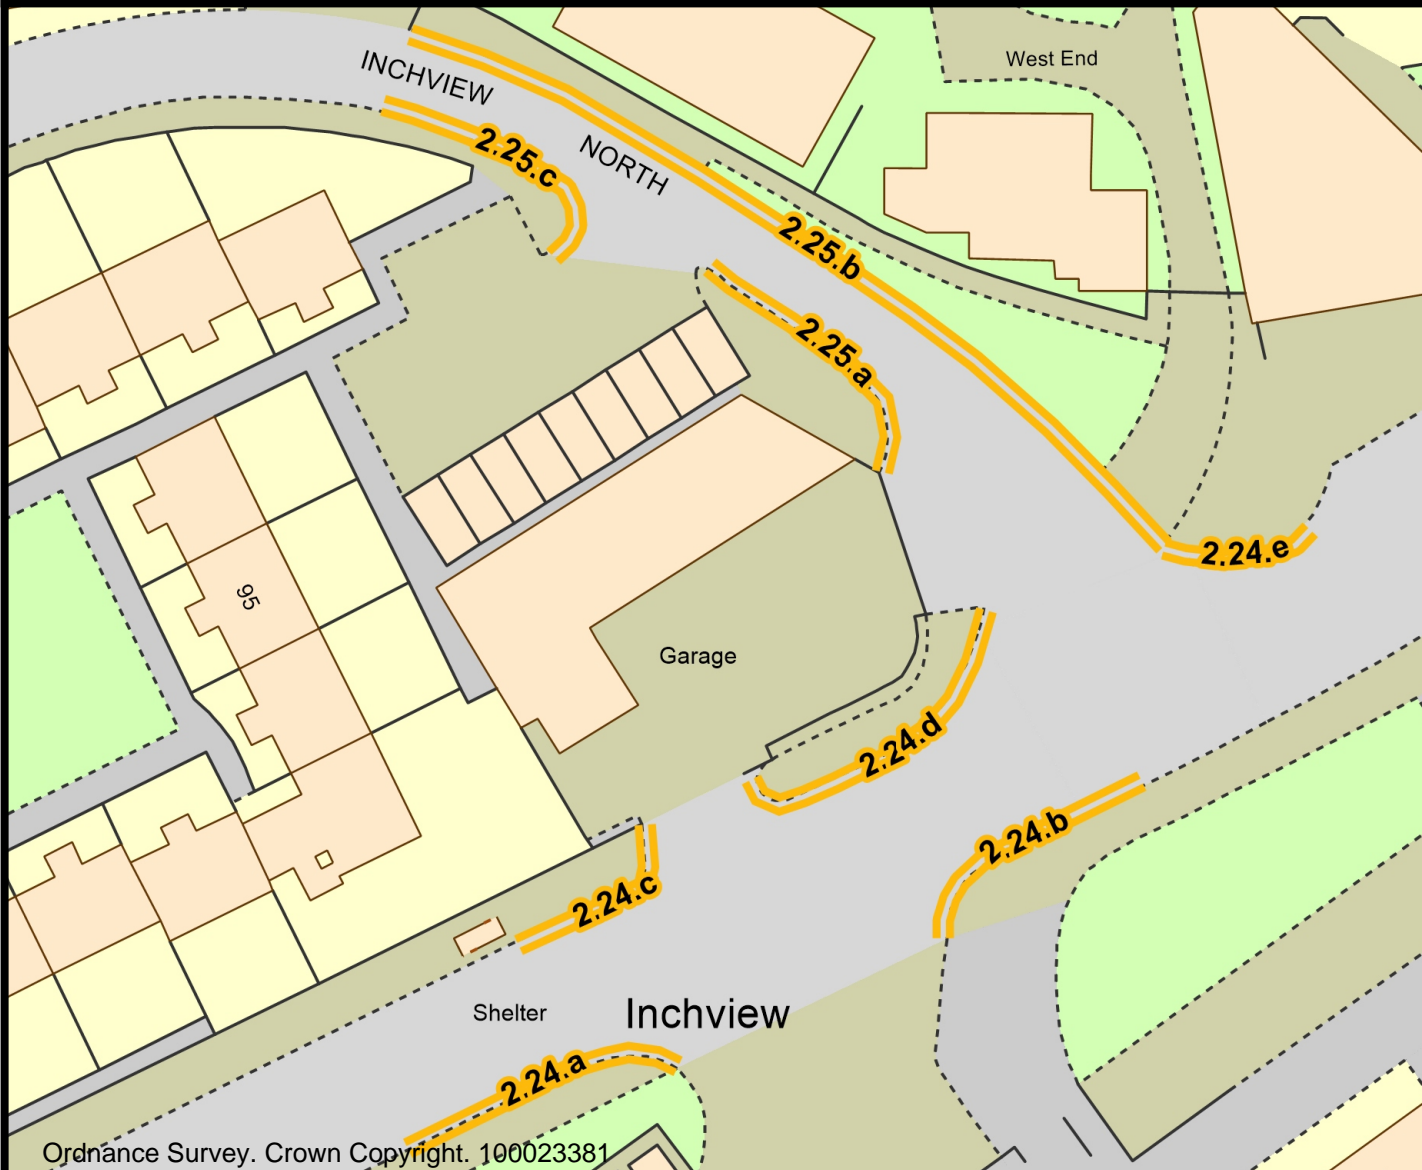 West End
INCHVIEW
NORTH
2.25.c
2.25.b
2.25.a
2.24.e
95
Garage
2.24.d
2.24.b
2.24.c
Shelter
Inchview
2.24.a
Ordnance Survey. Crown Copyright. 100023381